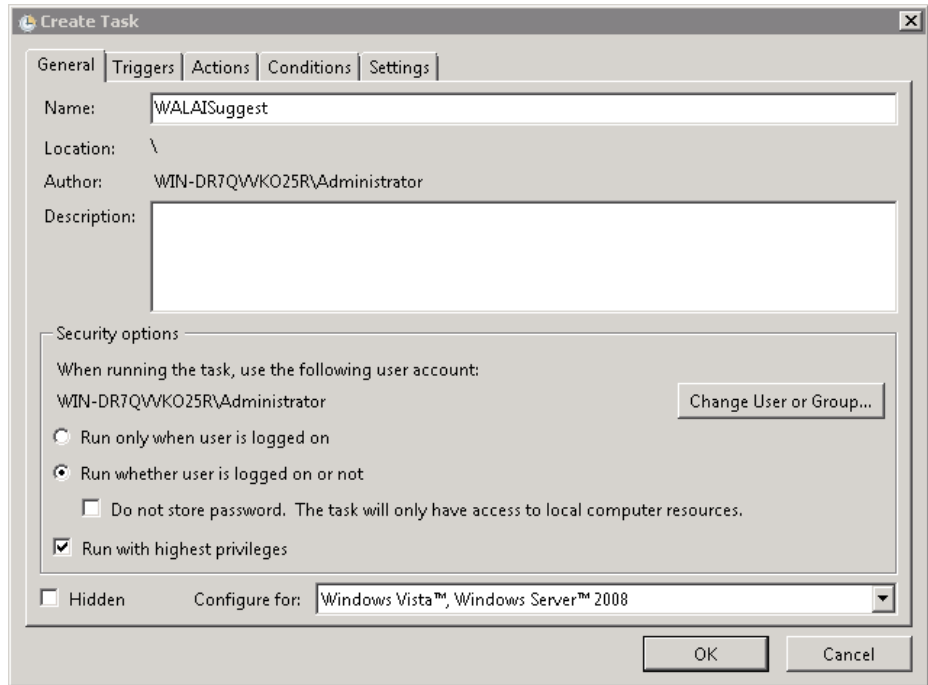 Create Task
General Triggers Actions Conditions Settings
Name: WALAISuggest
Location: \
Author: WIN-DR7QVVKO25R\Administrator
Description:
Security options
When running the task, use the following user account:
WIN-DR7QVVKO25R\Administrator
Change User or Group...
Run only when user is logged on
Run whether user is logged on or not
Do not store password. The task will only have access to local computer resources.
Run with highest privileges
Hidden Configure for: Windows Vista™, Windows Server™ 2008
OK Cancel